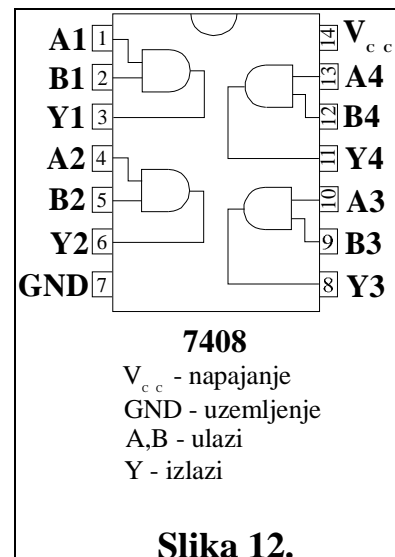 A1 1 14 Vcc
B1 2 13 A4
Y1 3 12 B4
A2 4 11 Y4
B2 5 10 A3
Y2 6 9 B3
GND 7 8 Y3
7408
Vcc - napajanje
GND - uzemljenje
A,B - ulazi
Y - izlazi
Slika 12.